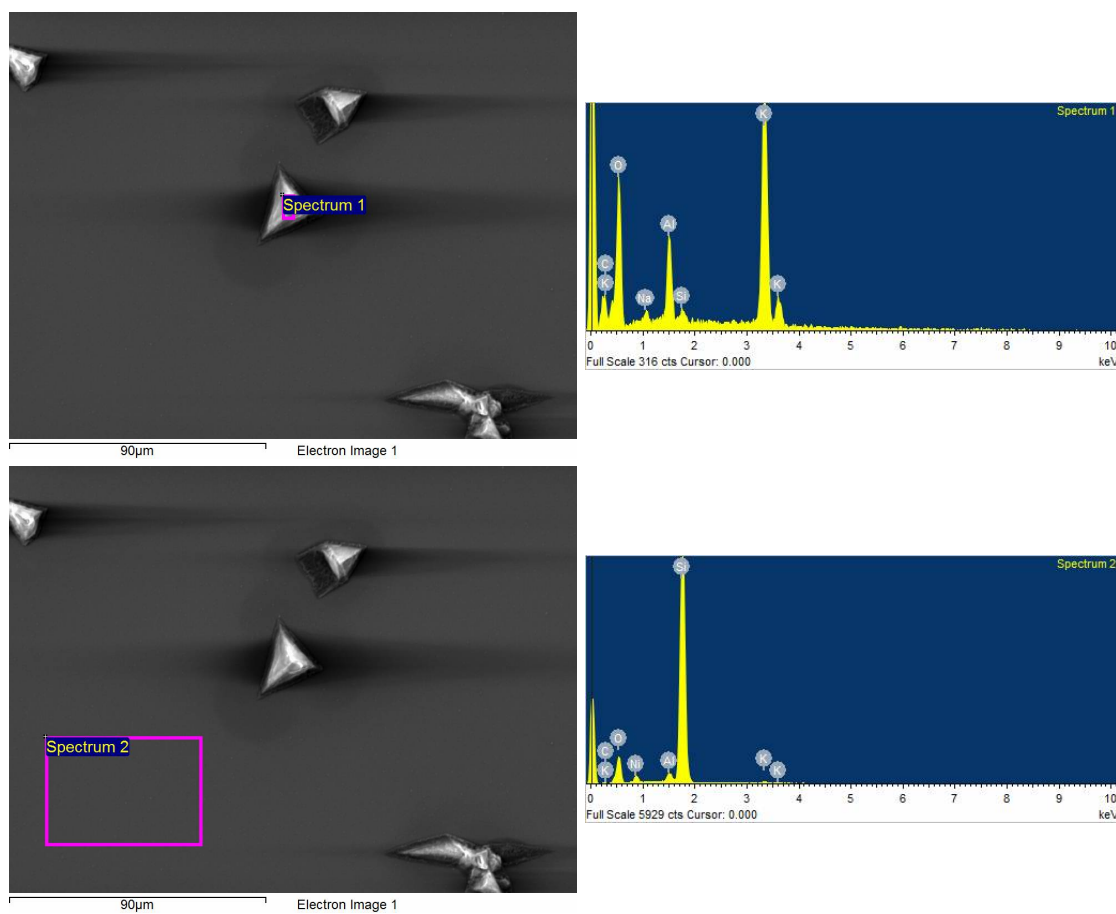 Spectrum 1
90µm
Electron Image 1
Spectrum 1
K
O
Al
C
K
Na
Si
K
0 1 2 3 4 5 6 7 8 9 10
Full Scale 316 cts Cursor: 0.000
keV
Spectrum 2
90µm
Electron Image 1
Spectrum 2
Si
O
C
K
Ni
Al
K
K
0 1 2 3 4 5 6 7 8 9 10
Full Scale 5929 cts Cursor: 0.000
keV